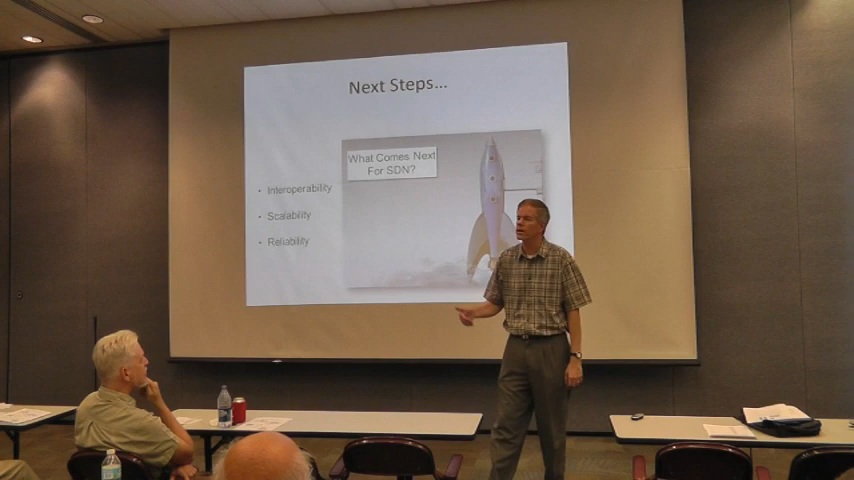 Next Steps...
What Comes Next
For SDN?
• Interoperability
• Scalability
• Reliability